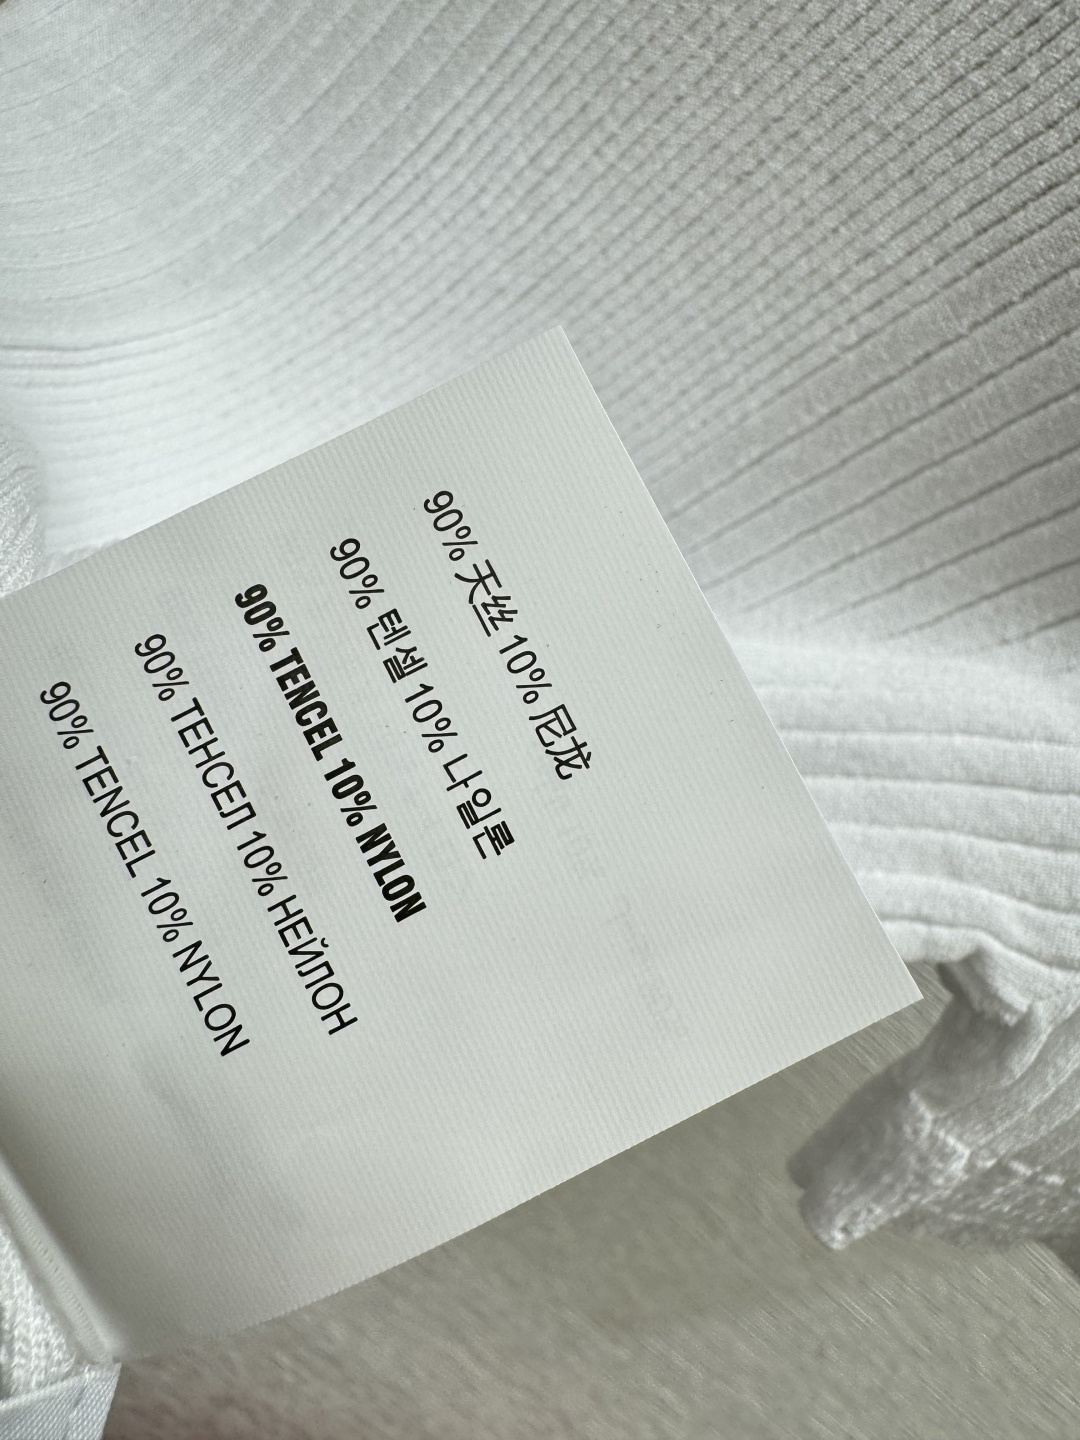 90% 天丝 10% 尼龙
90% 텐셀 10% 나일론
90% TENCEL 10% NYLON
90% ТЕНСЕЛ 10% НЕЙЛОН
90% TENCEL 10% NYLON